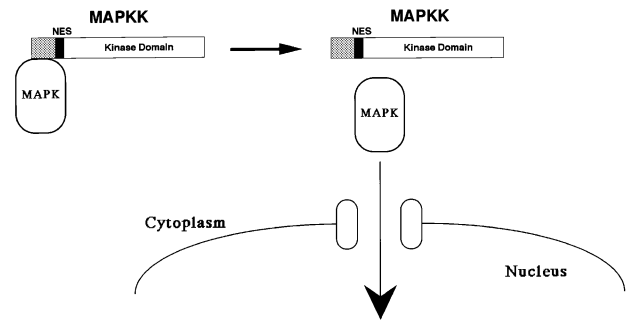 MAPKK
NES
Kinase Domain
MAPK
MAPKK
NES
Kinase Domain
MAPK
Cytoplasm
Nucleus